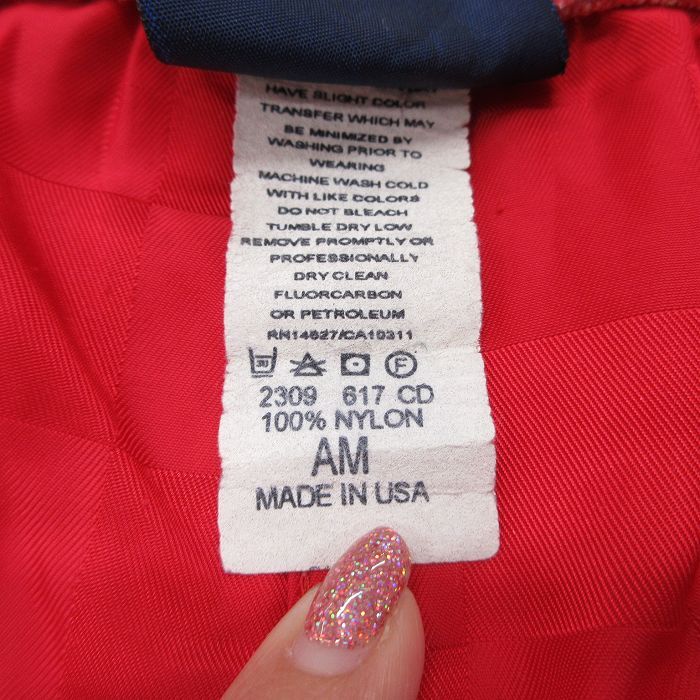 HAVE SLIGHT COLOR
TRANSFER WHICH MAY
BE MINIMIZED BY
WASHING PRIOR TO
WEARING
MACHINE WASH COLD
WITH LIKE COLORS
DO NOT BLEACH
TUMBLE DRY LOW
REMOVE PROMPTLY OR
PROFESSIONALLY
DRY CLEAN
FLUORCARBON
OR PETROLEUM
RN14627/CA10311
F
2309 617 CD
100% NYLON
AM
MADE IN USA